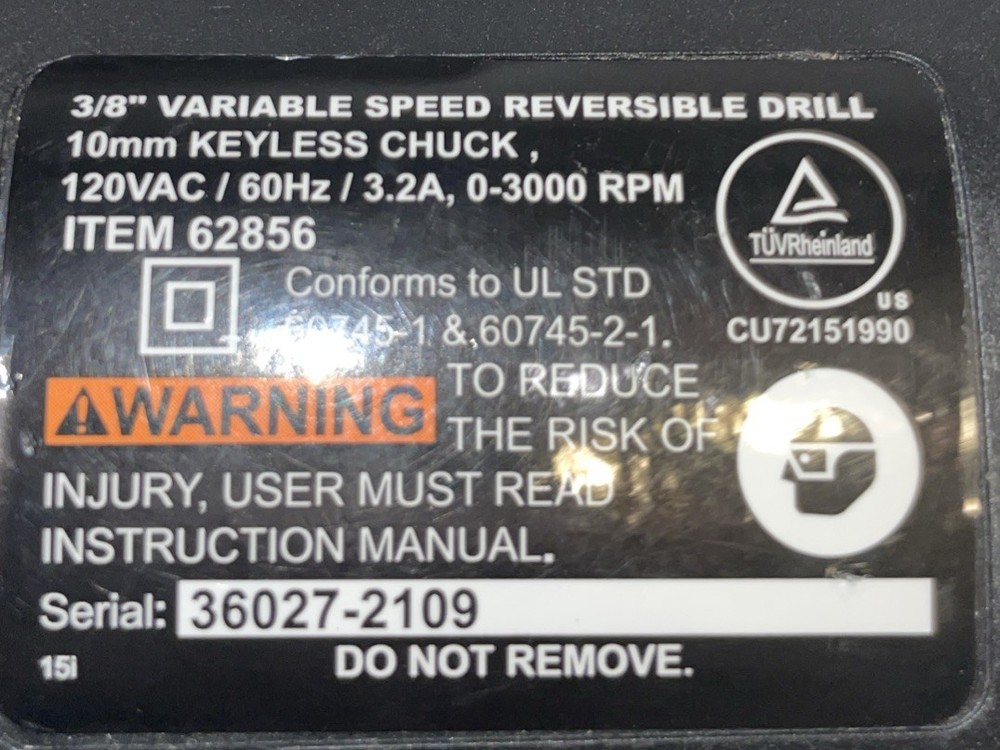 3/8" VARIABLE SPEED REVERSIBLE DRILL
10mm KEYLESS CHUCK ,
120VAC / 60Hz / 3.2A, 0-3000 RPM
ITEM 62856
TÜVRheinland
US
CU72151990
Conforms to UL STD
60745-1 & 60745-2-1.
WARNING TO REDUCE
THE RISK OF
INJURY, USER MUST READ
INSTRUCTION MANUAL.
Serial: 36027-2109
15i
DO NOT REMOVE.